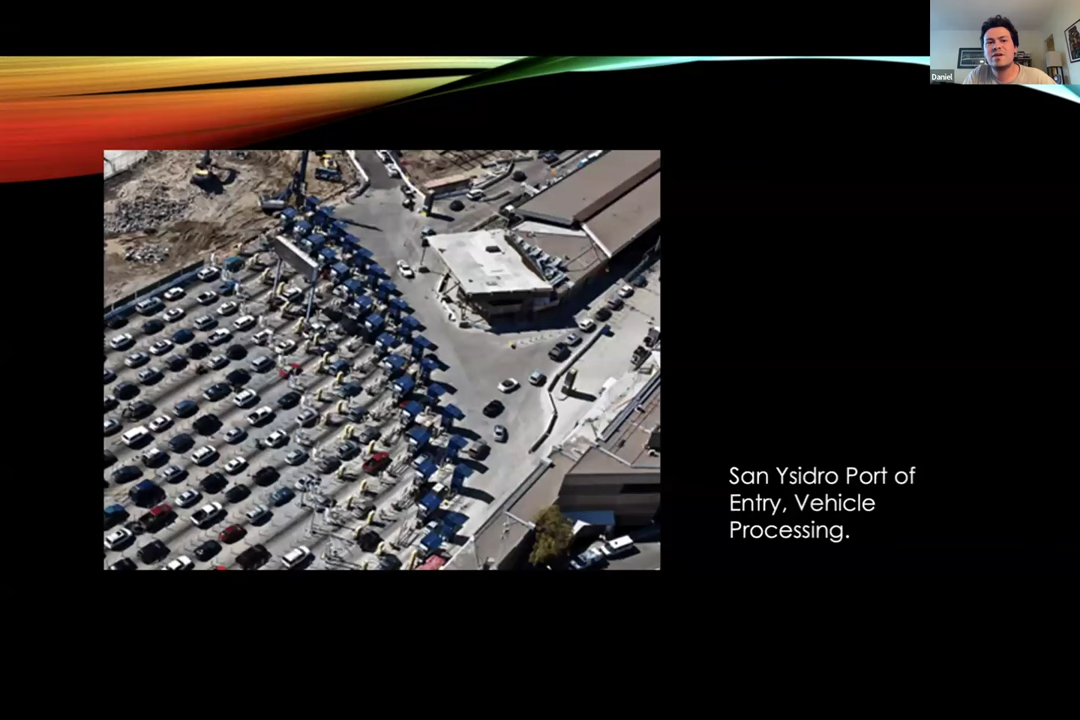 Daniel
San Ysidro Port of
Entry, Vehicle
Processing.